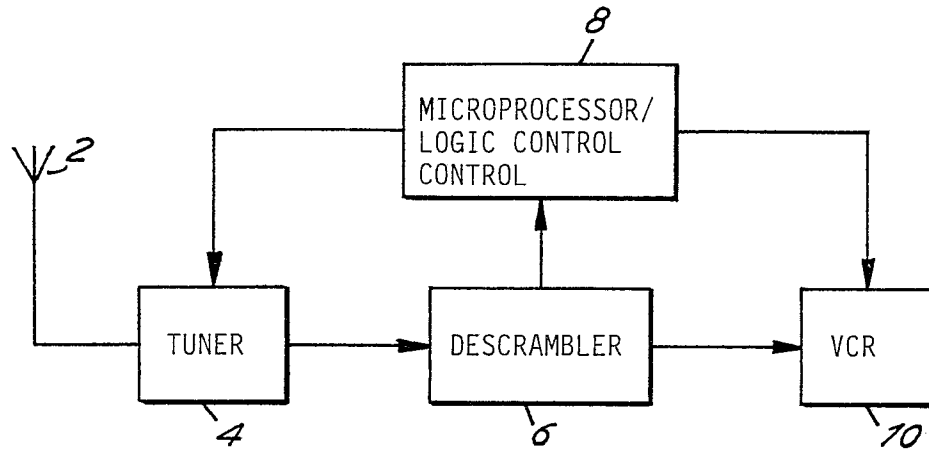 8
MICROPROCESSOR/
LOGIC CONTROL
CONTROL
2
TUNER
DESCRAMBLER
VCR
4
6
10